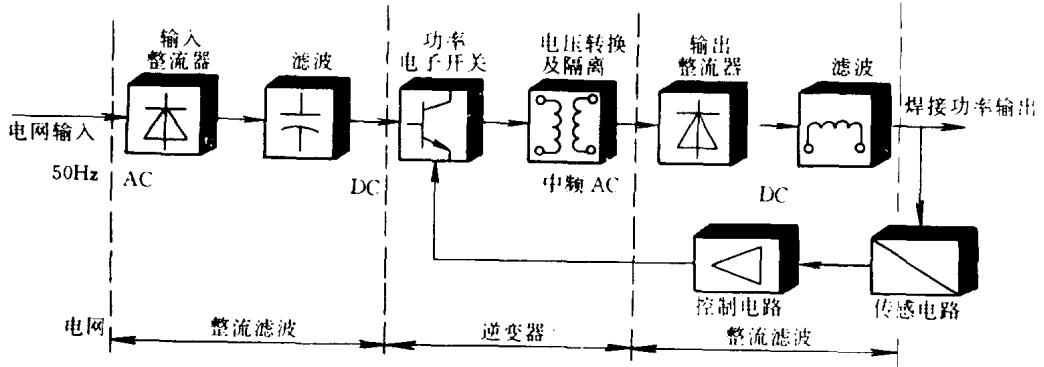 输入
整流器
滤波
功率
电子开关
电压转换
及隔离
输出
整流器
滤波
电网输入
焊接功率输出
50Hz
AC
DC
中频 AC
DC
控制电路
传感电路
电网
整流滤波
逆变器
整流滤波